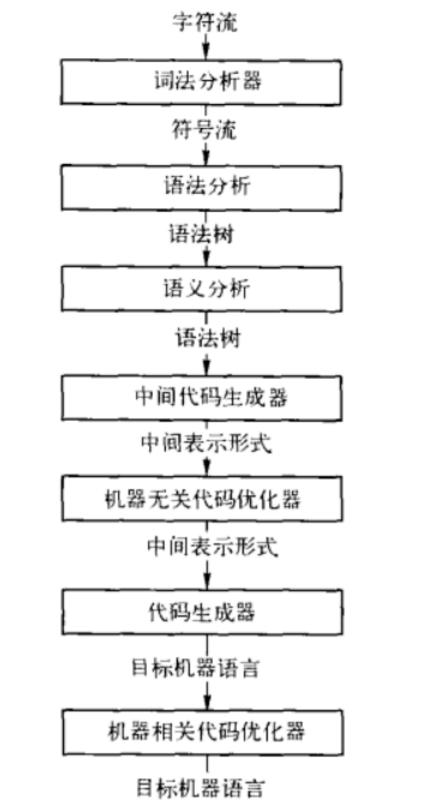 字符流
词法分析器
符号流
语法分析
语法树
语义分析
语法树
中间代码生成器
中间表示形式
机器无关代码优化器
中间表示形式
代码生成器
目标机器语言
机器相关代码优化器
目标机器语言